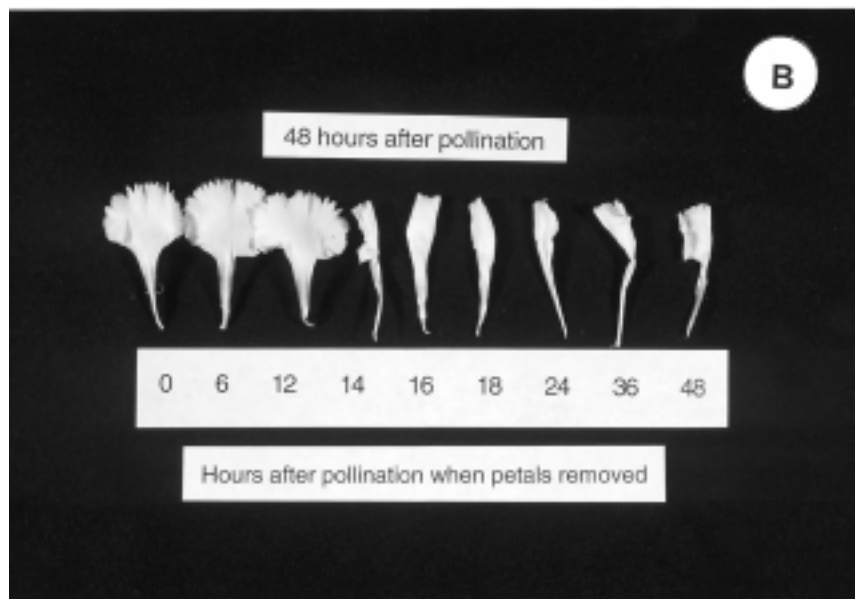 B
48 hours after pollination
0 6 12 14 16 18 24 36 48
Hours after pollination when petals removed